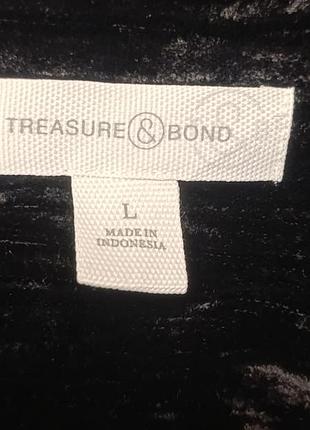 TREASURE & BOND
L
MADE IN
INDONESIA